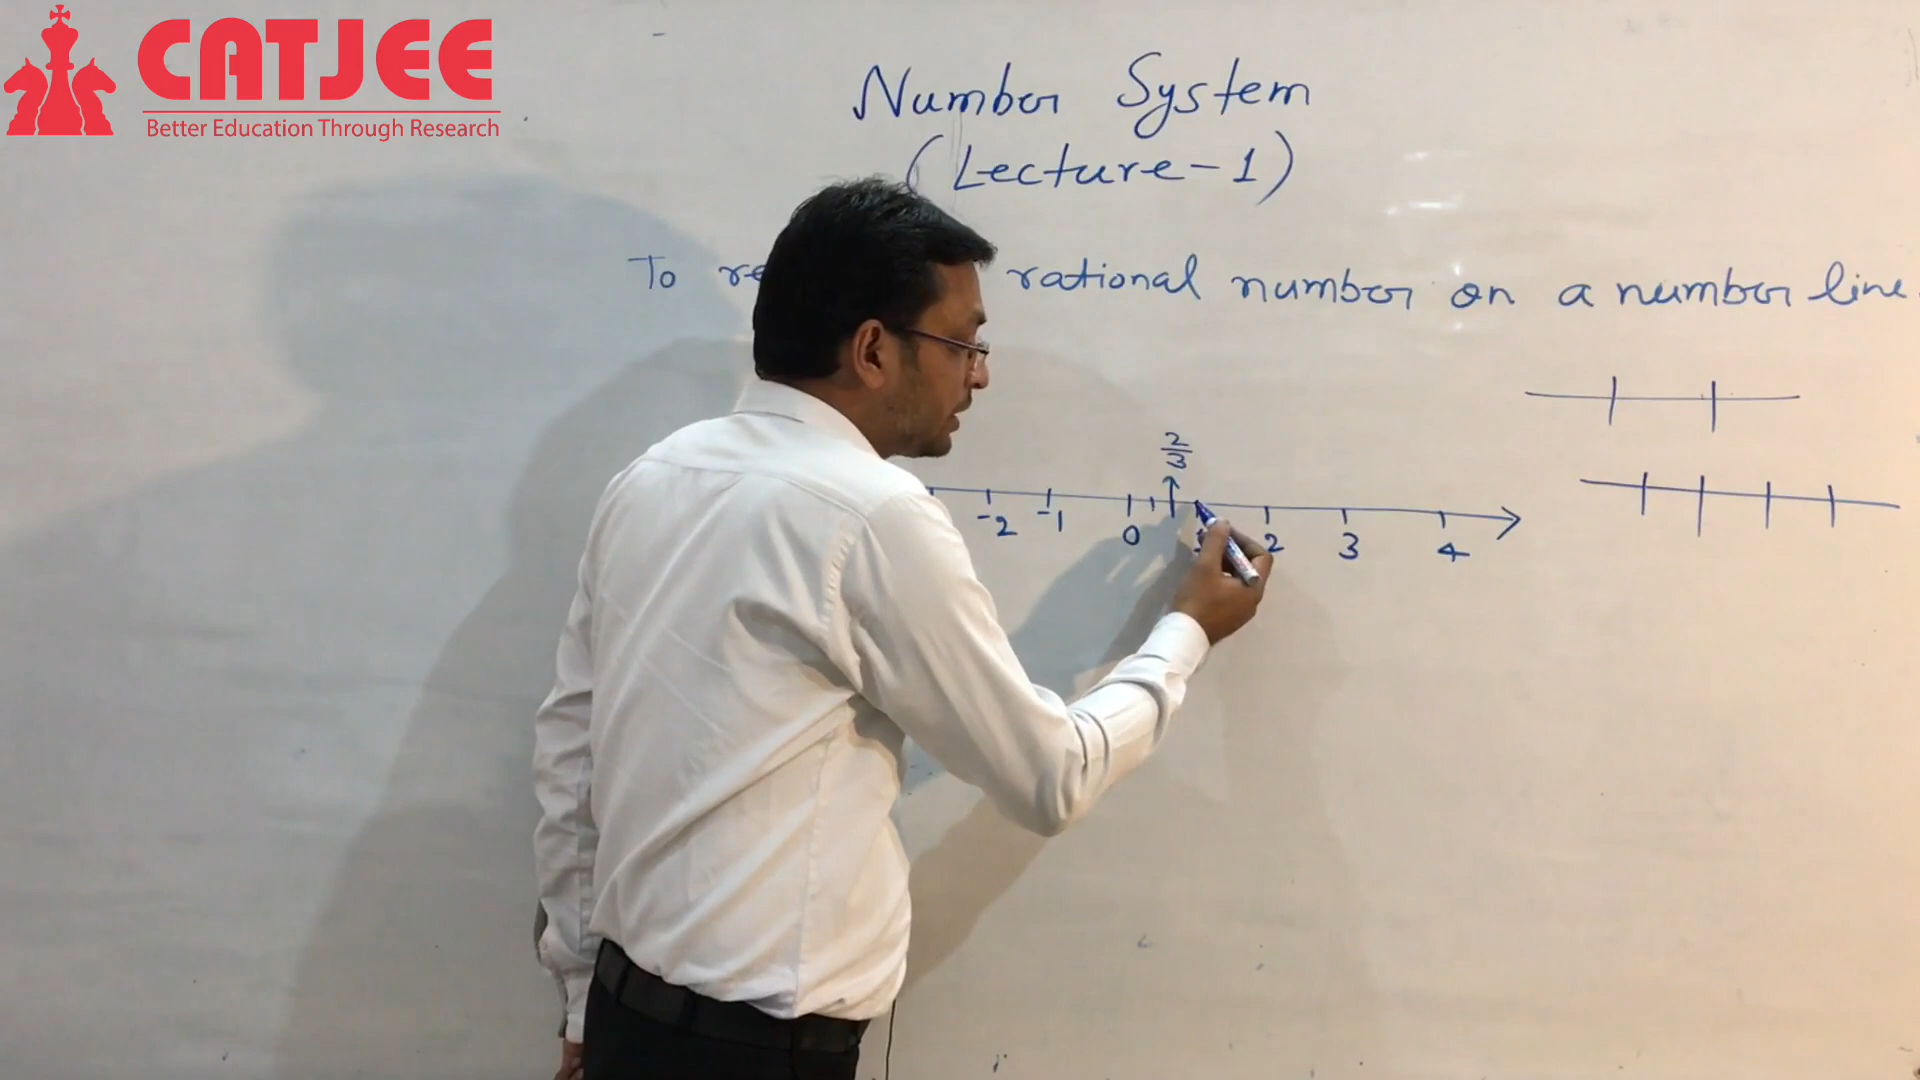 CATJEE
Better Education Through Research
Number System
(Lecture-1)
To rational number on a number line.
2
3
-2 -1 0 2 3 4